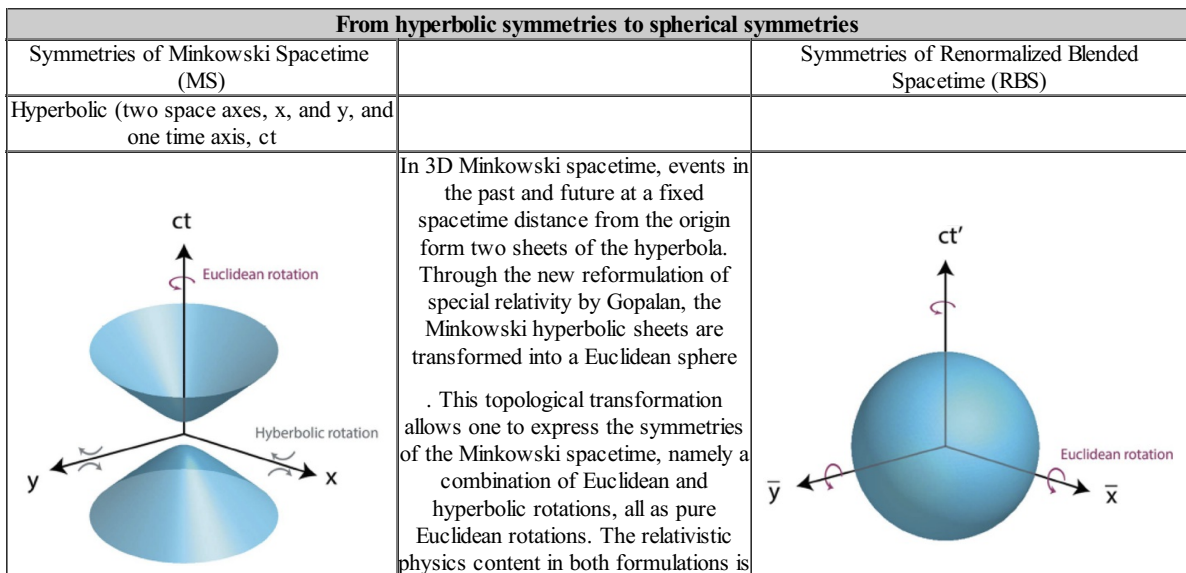 From hyperbolic symmetries to spherical symmetries
Symmetries of Minkowski Spacetime
(MS)
Symmetries of Renormalized Blended
Spacetime (RBS)
Hyperbolic (two space axes, x, and y, and
one time axis, ct
ct
Euclidean rotation
Hyberbolic rotation
y
x
In 3D Minkowski spacetime, events in
the past and future at a fixed
spacetime distance from the origin
form two sheets of the hyperbola.
Through the new reformulation of
special relativity by Gopalan, the
Minkowski hyperbolic sheets are
transformed into a Euclidean sphere
. This topological transformation
allows one to express the symmetries
of the Minkowski spacetime, namely a
combination of Euclidean and
hyperbolic rotations, all as pure
Euclidean rotations. The relativistic
physics content in both formulations is
ct′
Euclidean rotation
y̅
x̅